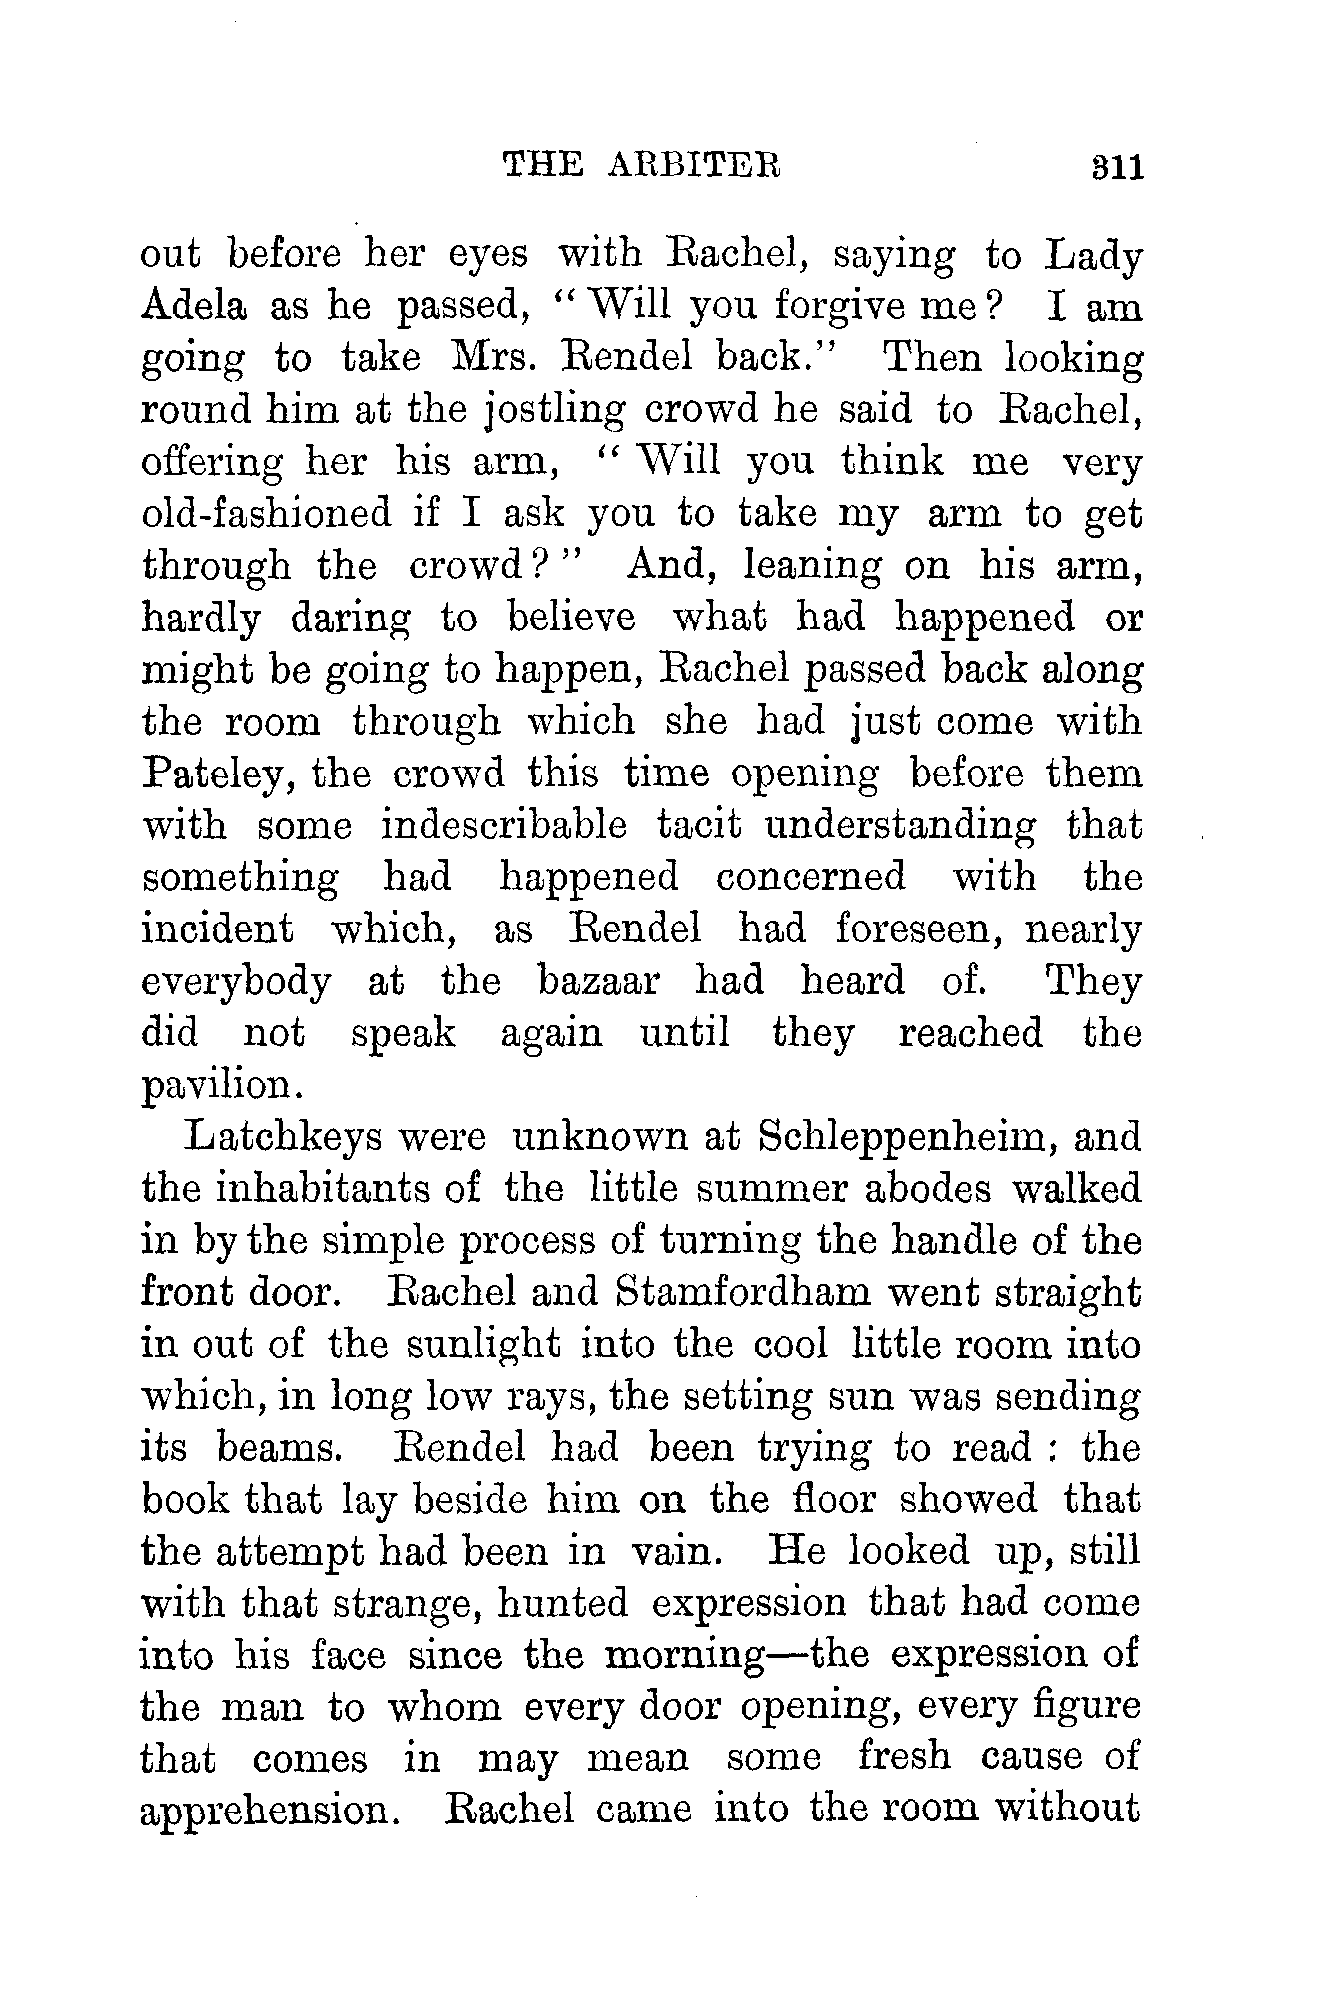 THE ARBITER 311
out before her eyes with Rachel, saying to Lady
Adela as he passed, “ Will you forgive me ? I am
going to take Mrs. Rendel back.” Then looking
round him at the jostling crowd he said to Rachel,
offering her his arm, “ Will you think me very
old-fashioned if I ask you to take my arm to get
through the crowd ? ” And, leaning on his arm,
hardly daring to believe what had happened or
might be going to happen, Rachel passed back along
the room through which she had just come with
Pateley, the crowd this time opening before them
with some indescribable tacit understanding that
something had happened concerned with the
incident which, as Rendel had foreseen, nearly
everybody at the bazaar had heard of. They
did not speak again until they reached the
pavilion.
Latchkeys were unknown at Schleppenheim, and
the inhabitants of the little summer abodes walked
in by the simple process of turning the handle of the
front door. Rachel and Stamfordham went straight
in out of the sunlight into the cool little room into
which, in long low rays, the setting sun was sending
its beams. Rendel had been trying to read : the
book that lay beside him on the floor showed that
the attempt had been in vain. He looked up, still
with that strange, hunted expression that had come
into his face since the morning—the expression of
the man to whom every door opening, every figure
that comes in may mean some fresh cause of
apprehension. Rachel came into the room without